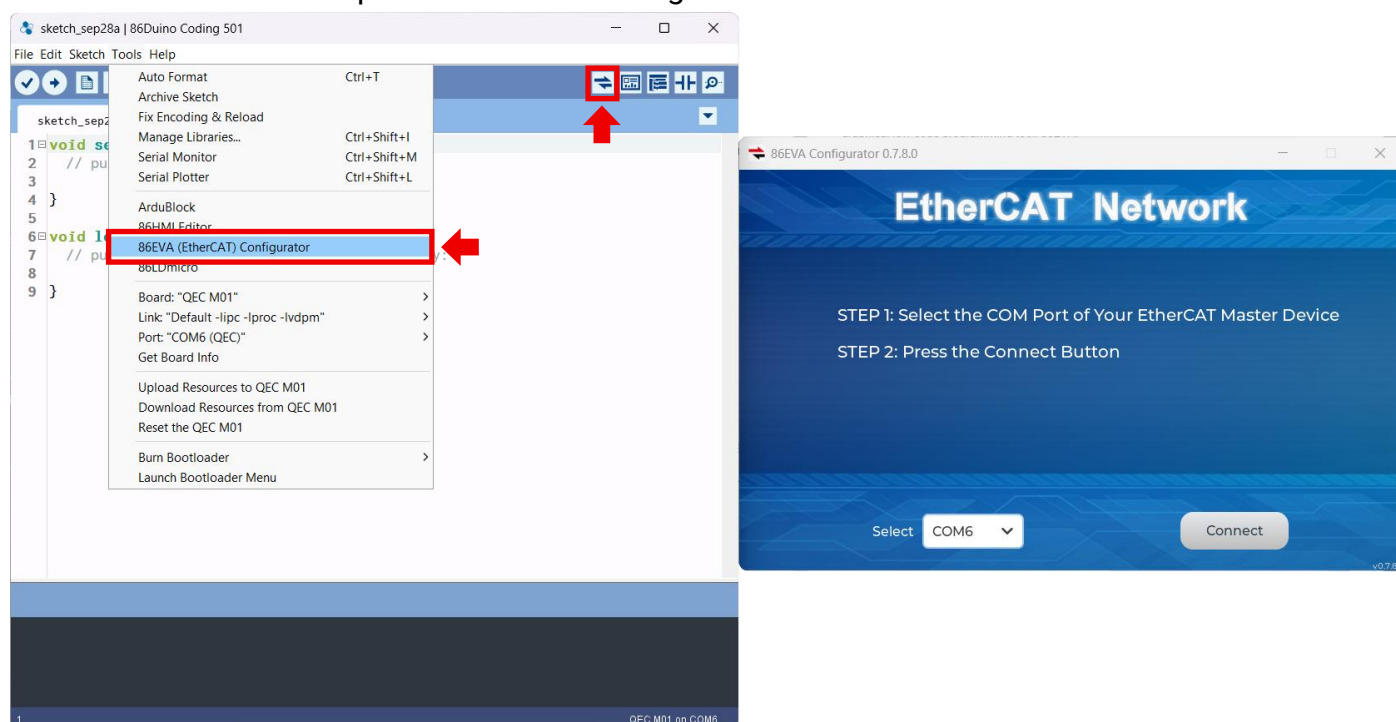 sketch_sep28a | 86Duino Coding 501
File Edit Sketch Tools Help
Auto Format Ctrl+T
Archive Sketch
Fix Encoding & Reload
Manage Libraries... Ctrl+Shift+I
Serial Monitor Ctrl+Shift+M
Serial Plotter Ctrl+Shift+L
ArduBlock
86HMI Editor
86EVA (EtherCAT) Configurator
86LDmicro
Board: "QEC M01"
Link: "Default -lipc -lproc -lvdpm"
Port: "COM6 (QEC)"
Get Board Info
Upload Resources to QEC M01
Download Resources from QEC M01
Reset the QEC M01
Burn Bootloader
Launch Bootloader Menu
1 void
2 //
3
4 }
5
6 void
7 //
8
9 }
1 QEC M01 on COM6
86EVA Configurator 0.7.8.0
EtherCAT Network
STEP 1: Select the COM Port of Your EtherCAT Master Device
STEP 2: Press the Connect Button
Select COM6 Connect